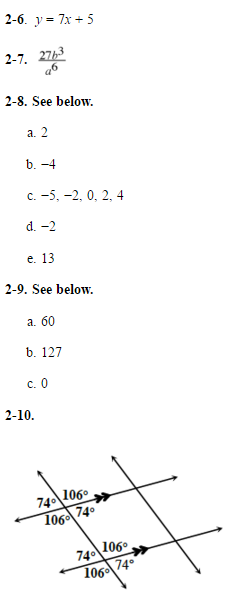 2-6. y = 7x + 5
2-7. 27b³/a⁶
2-8. See below.
a. 2
b. −4
c. −5, −2, 0, 2, 4
d. −2
e. 13
2-9. See below.
a. 60
b. 127
c. 0
2-10.
74° 106°
106° 74°
74° 106°
106° 74°